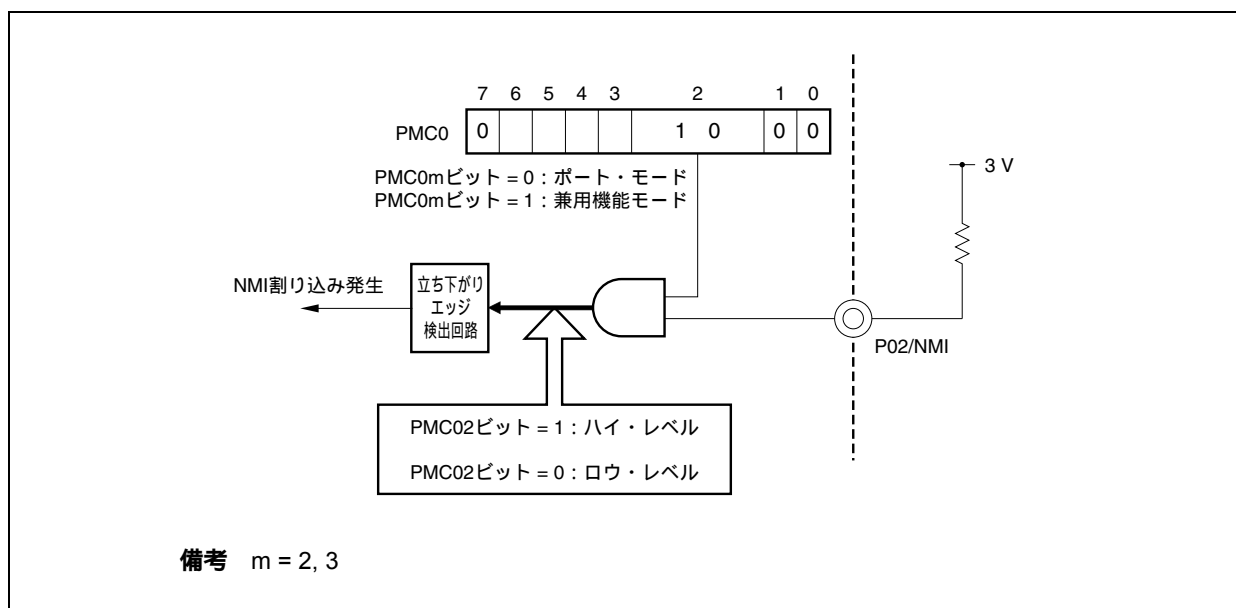 7 6 5 4 3 2 1 0
PMC0 0 1 0 0 0
PMC0mビット = 0 : ポート・モード
PMC0mビット = 1 : 兼用機能モード
3 V
NMI割り込み発生
立ち下がり
エッジ
検出回路
P02/NMI
PMC02ビット = 1 : ハイ・レベル
PMC02ビット = 0 : ロウ・レベル
備考 m = 2, 3